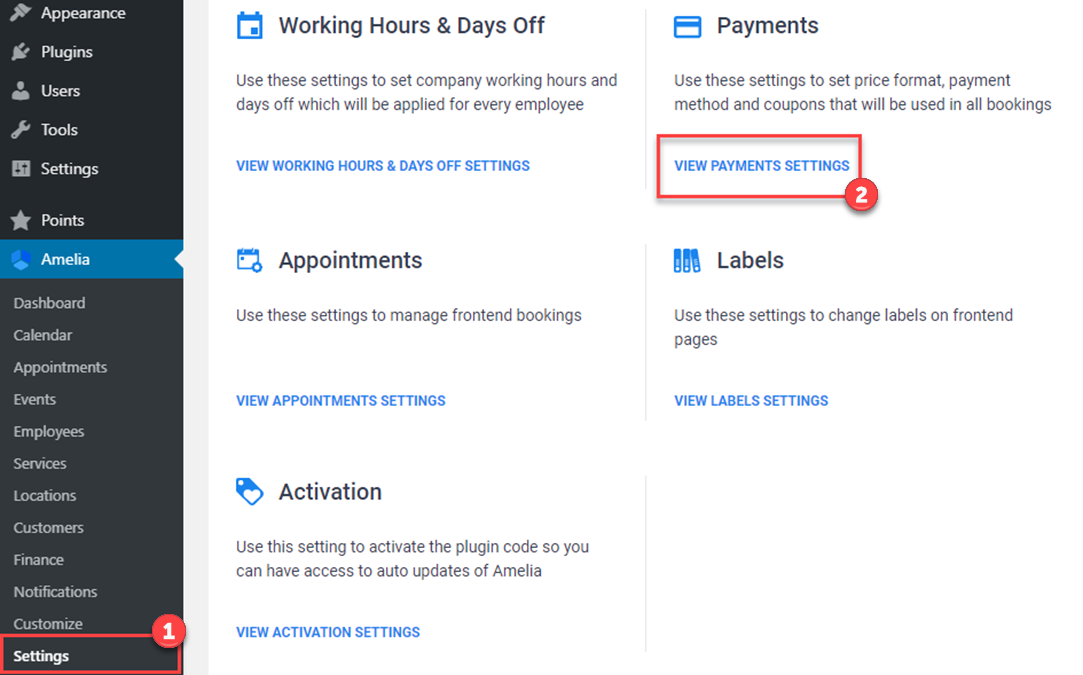 Appearance
Plugins
Users
Tools
Settings
Points
Amelia
Dashboard
Calendar
Appointments
Events
Employees
Services
Locations
Customers
Finance
Notifications
Customize
Settings
1
Working Hours & Days Off
Use these settings to set company working hours and
days off which will be applied for every employee
VIEW WORKING HOURS & DAYS OFF SETTINGS
Payments
Use these settings to set price format, payment
method and coupons that will be used in all bookings
VIEW PAYMENTS SETTINGS
2
Appointments
Use these settings to manage frontend bookings
VIEW APPOINTMENTS SETTINGS
Labels
Use these settings to change labels on frontend
pages
VIEW LABELS SETTINGS
Activation
Use this setting to activate the plugin code so you
can have access to auto updates of Amelia
VIEW ACTIVATION SETTINGS